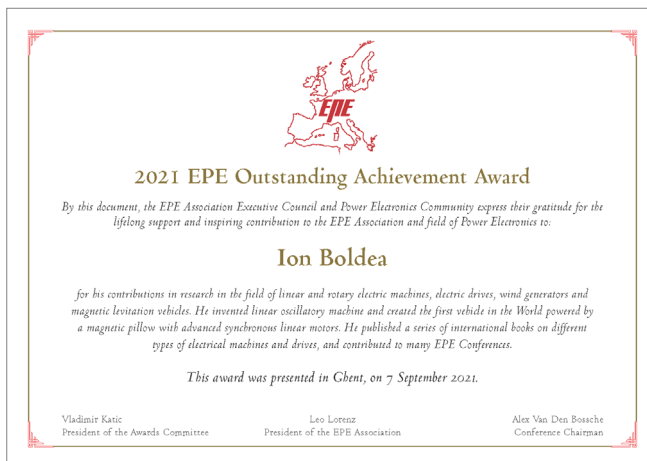 EPE
2021 EPE Outstanding Achievement Award
By this document, the EPE Association Executive Council and Power Electronics Community express their gratitude for the
lifelong support and inspiring contribution to the EPE Association and field of Power Electronics to:
Ion Boldea
for his contributions in research in the field of linear and rotary electric machines, electric drives, wind generators and
magnetic levitation vehicles. He invented linear oscillatory machine and created the first vehicle in the World powered by
a magnetic pillow with advanced synchronous linear motors. He published a series of international books on different
types of electrical machines and drives, and contributed to many EPE Conferences.
This award was presented in Ghent, on 7 September 2021.
Vladimir Katic
President of the Awards Committee
Leo Lorenz
President of the EPE Association
Alex Van Den Bossche
Conference Chairman